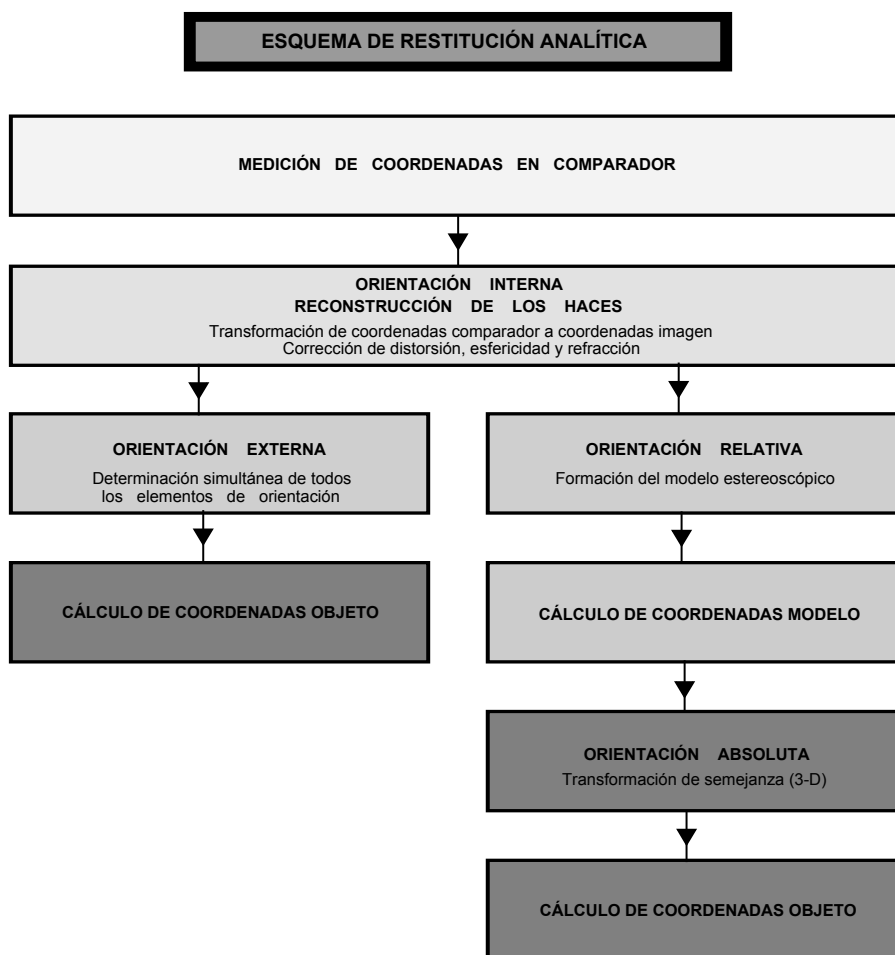 ESQUEMA DE RESTITUCIÓN ANALÍTICA
MEDICIÓN DE COORDENADAS EN COMPARADOR
ORIENTACIÓN INTERNA
RECONSTRUCCIÓN DE LOS HACES
Transformación de coordenadas comparador a coordenadas imagen
Corrección de distorsión, esfericidad y refracción
ORIENTACIÓN EXTERNA
Determinación simultánea de todos
los elementos de orientación
ORIENTACIÓN RELATIVA
Formación del modelo estereoscópico
CÁLCULO DE COORDENADAS OBJETO
CÁLCULO DE COORDENADAS MODELO
ORIENTACIÓN ABSOLUTA
Transformación de semejanza (3-D)
CÁLCULO DE COORDENADAS OBJETO